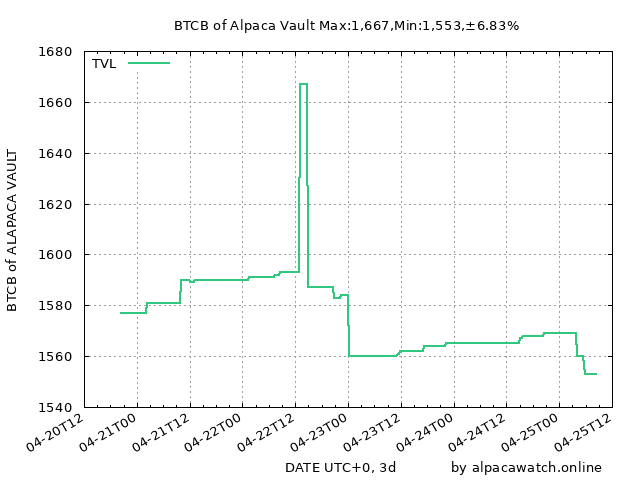 BTCB of Alpaca Vault Max:1,667,Min:1,553,±6.83%
TVL
BTCB of ALAPACA VAULT
1680
1660
1640
1620
1600
1580
1560
1540
04-20T12
04-21T00
04-21T12
04-22T00
04-22T12
04-23T00
04-23T12
04-24T00
04-24T12
04-25T00
04-25T12
DATE UTC+0, 3d
by alpacawatch.online